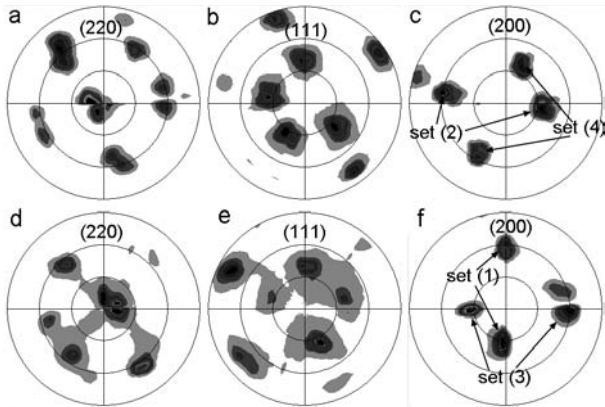 a
(220)
b
(111)
c
(200)
set (2)
set (4)
d
(220)
e
(111)
f
(200)
set (1)
set (3)